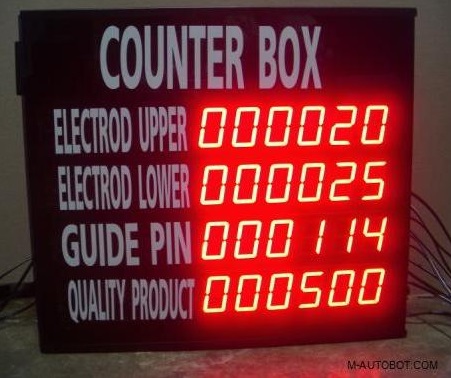 COUNTER BOX
ELECTROD UPPER 000020
ELECTROD LOWER 000025
GUIDE PIN 000114
QUALITY PRODUCT 000500
M-AUTOBOT.COM